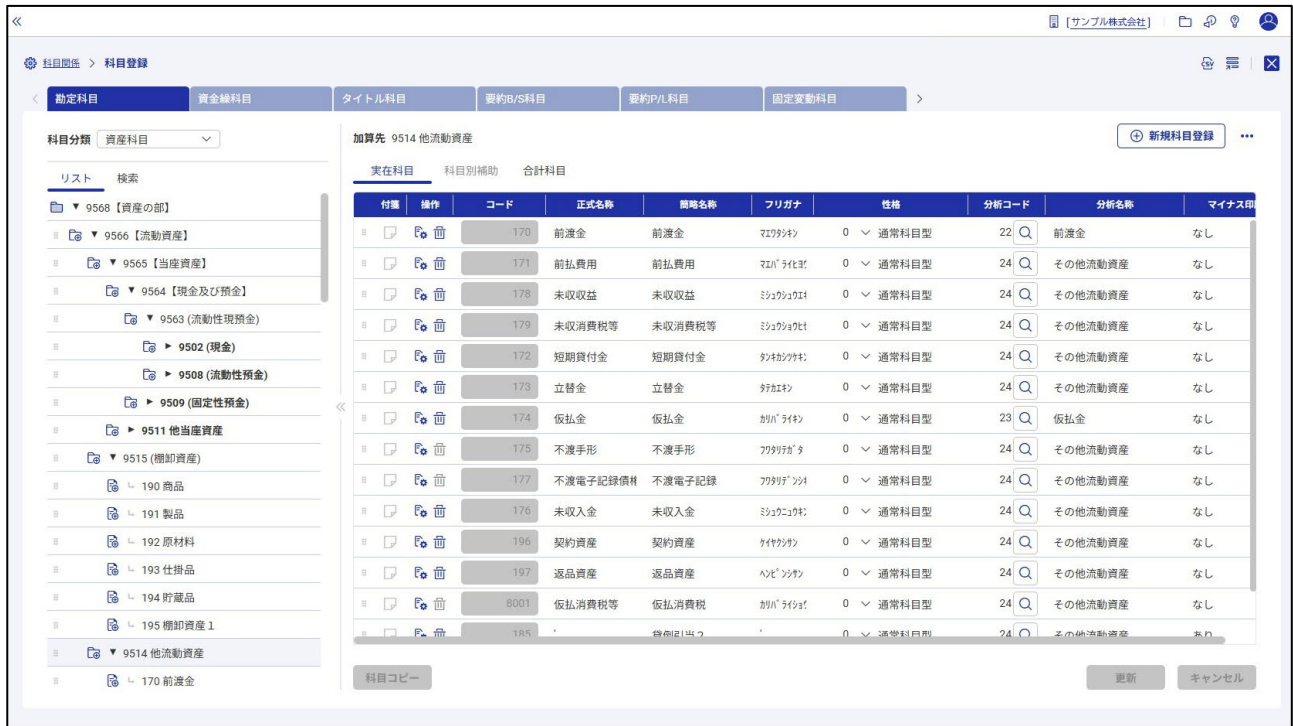 [サンプル株式会社]
科目関係 > 科目登録
勘定科目 資金繰科目 タイトル科目 要約B/S科目 要約P/L科目 固定変動科目
科目分類 資産科目
リスト 検索
▼ 9568【資産の部】
▼ 9566【流動資産】
▼ 9565【当座資産】
▼ 9564【現金及び預金】
▼ 9563 (流動性現預金)
► 9502 (現金)
► 9508 (流動性預金)
► 9509 (固定性預金)
► 9511 他当座資産
▼ 9515 (棚卸資産)
190 商品
191 製品
192 原材料
193 仕掛品
194 貯蔵品
195 棚卸資産1
▼ 9514 他流動資産
170 前渡金
加算先 9514 他流動資産
新規科目登録
実在科目 科目別補助 合計科目
付箋 操作 コード 正式名称 簡略名称 フリガナ 性格 分析コード 分析名称 マイナス印
170 前渡金 前渡金 マエワタシキン 0 通常科目型 22 前渡金 なし
171 前払費用 前払費用 マエバライヒヨ 0 通常科目型 24 その他流動資産 なし
178 未収収益 未収収益 ミシュウシュウエキ 0 通常科目型 24 その他流動資産 なし
179 未収消費税等 未収消費税等 ミシュウショウヒゼ 0 通常科目型 24 その他流動資産 なし
172 短期貸付金 短期貸付金 タンキカシツケキン 0 通常科目型 24 その他流動資産 なし
173 立替金 立替金 タテカエキン 0 通常科目型 24 その他流動資産 なし
174 仮払金 仮払金 カリバライキン 0 通常科目型 23 仮払金 なし
175 不渡手形 不渡手形 フワタリテガタ 0 通常科目型 24 その他流動資産 なし
177 不渡電子記録債権 不渡電子記録 フワタリデンシキ 0 通常科目型 24 その他流動資産 なし
176 未収入金 未収入金 ミシュウニュウキン 0 通常科目型 24 その他流動資産 なし
196 契約資産 契約資産 ケイヤクシサン 0 通常科目型 24 その他流動資産 なし
197 返品資産 返品資産 ヘンピンシサン 0 通常科目型 24 その他流動資産 なし
8001 仮払消費税等 仮払消費税 カリバライショウ 0 通常科目型 24 その他流動資産 なし
185 ' 貸倒引当2 ' 0 通常科目型 24 その他流動資産 あり
科目コピー 更新 キャンセル